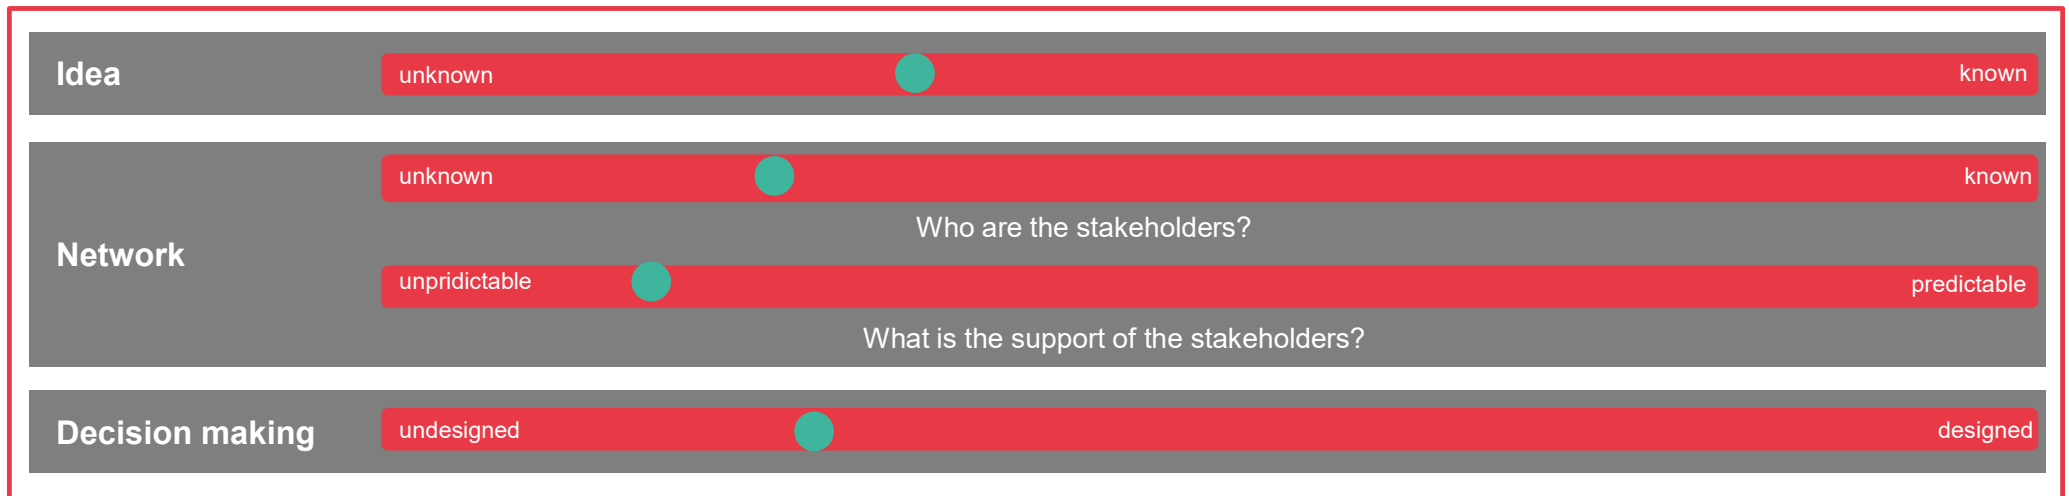 Idea
unknown known
Network
unknown known
Who are the stakeholders?
unpridictable predictable
What is the support of the stakeholders?
Decision making
undesigned designed